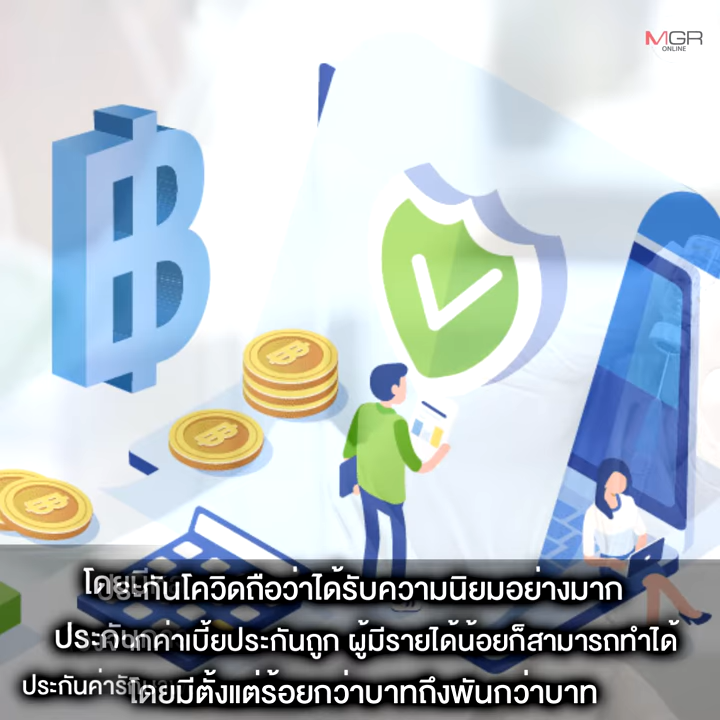 MGR
ONLINE
โดยประกันโควิดถือว่าได้รับความนิยมอย่างมาก
ค่าเบี้ยประกันถูก ผู้มีรายได้น้อยก็สามารถทำได้
โดยมีตั้งแต่ร้อยกว่าบาทถึงพันกว่าบาท